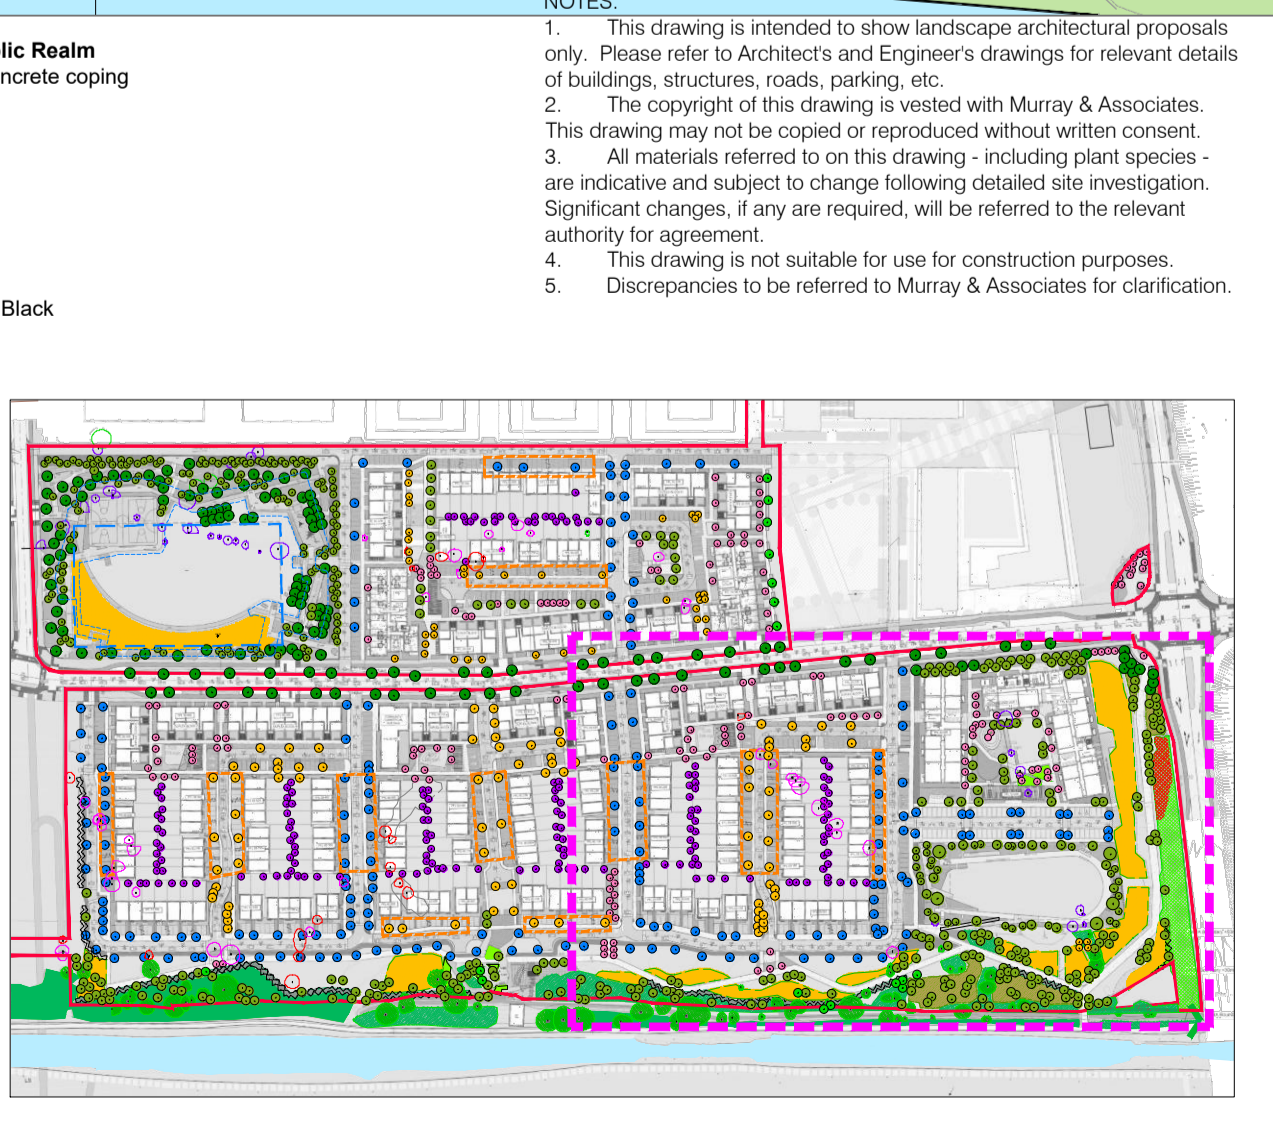 NOTES:
1. This drawing is intended to show landscape architectural proposals
only. Please refer to Architect's and Engineer's drawings for relevant details
of buildings, structures, roads, parking, etc.
2. The copyright of this drawing is vested with Murray & Associates.
This drawing may not be copied or reproduced without written consent.
3. All materials referred to on this drawing - including plant species -
are indicative and subject to change following detailed site investigation.
Significant changes, if any are required, will be referred to the relevant
authority for agreement.
4. This drawing is not suitable for use for construction purposes.
5. Discrepancies to be referred to Murray & Associates for clarification.
lic Realm
ncrete coping
Black